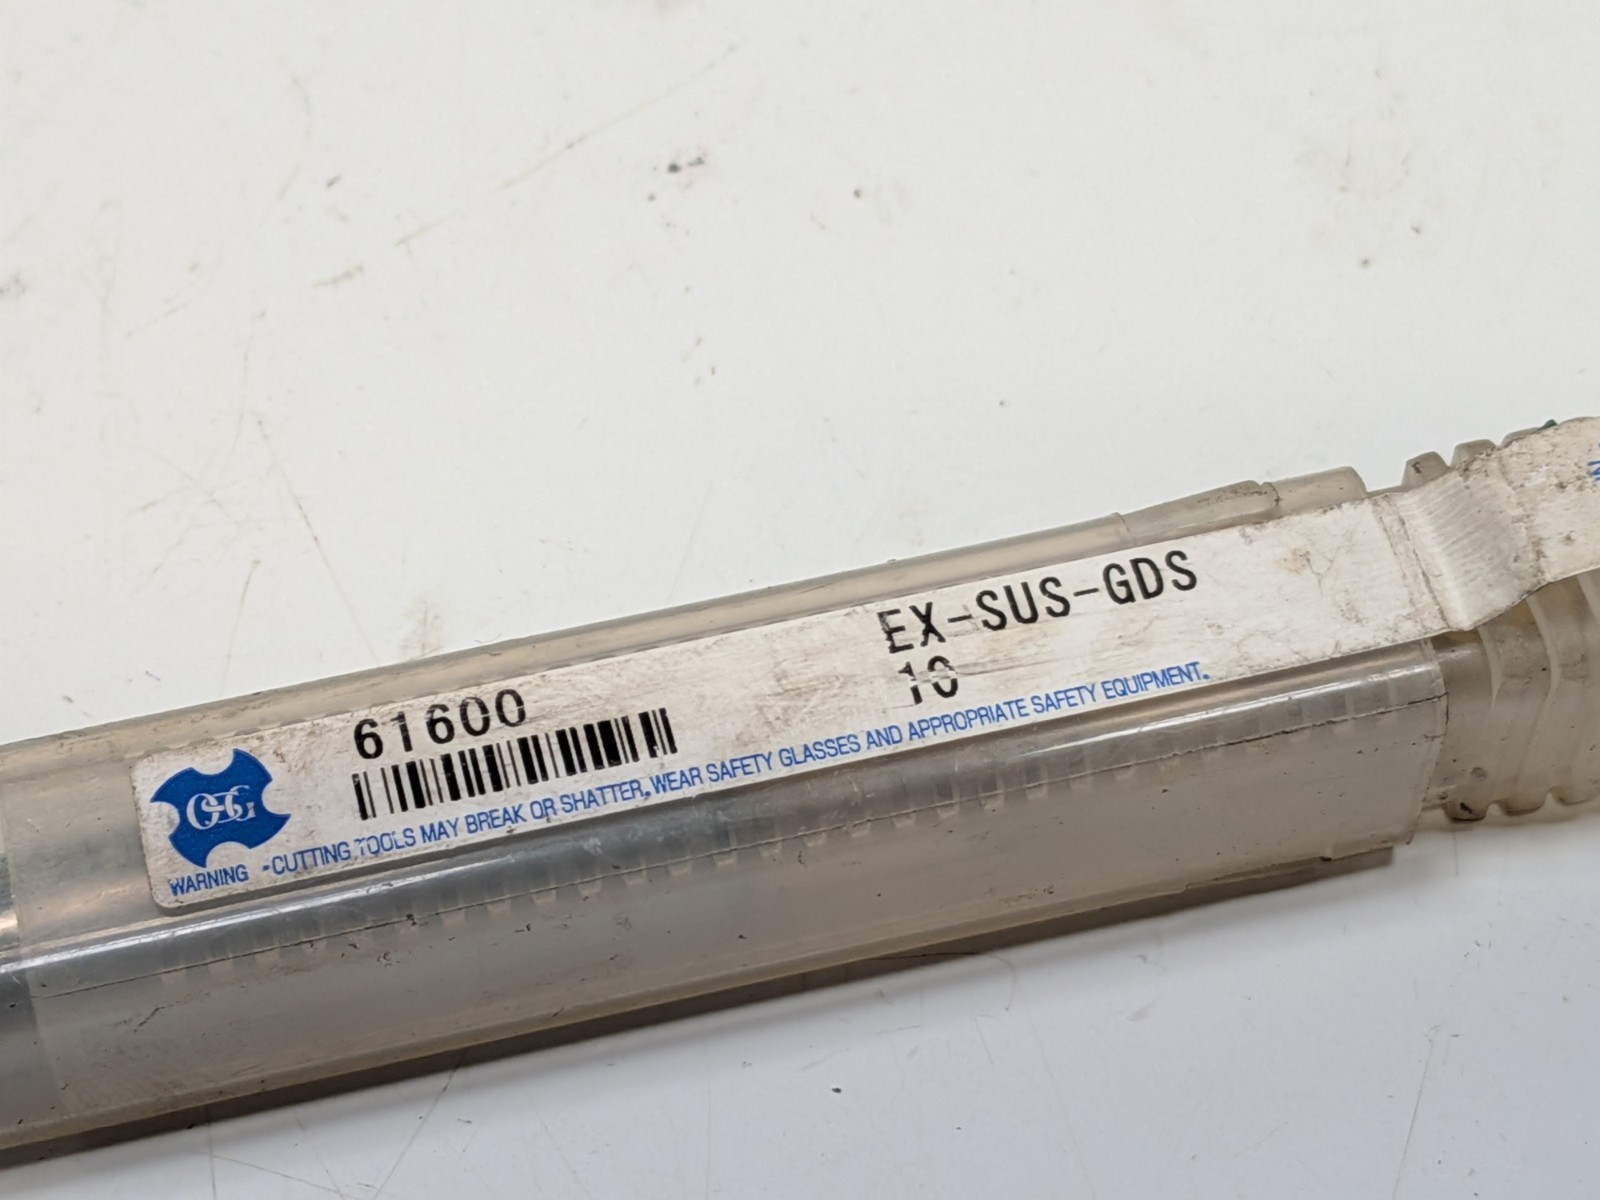 61600
EX-SUS-GDS
10
OSG
WARNING - CUTTING TOOLS MAY BREAK OR SHATTER. WEAR SAFETY GLASSES AND APPROPRIATE SAFETY EQUIPMENT.